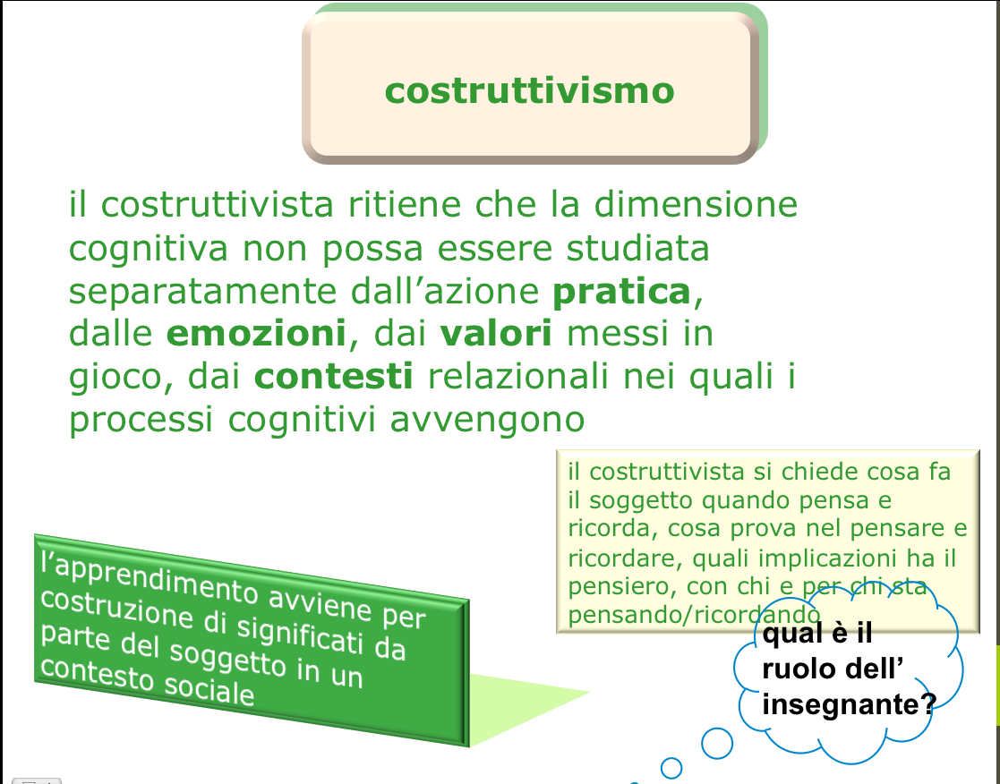 costruttivismo
il costruttivista ritiene che la dimensione
cognitiva non possa essere studiata
separatamente dall’azione pratica,
dalle emozioni, dai valori messi in
gioco, dai contesti relazionali nei quali i
processi cognitivi avvengono
il costruttivista si chiede cosa fa
il soggetto quando pensa e
ricorda, cosa prova nel pensare e
ricordare, quali implicazioni ha il
pensiero, con chi e per chi sta
pensando/ricordando
l’apprendimento avviene per
costruzione di significati da
parte del soggetto in un
contesto sociale
qual è il
ruolo dell’
insegnante?